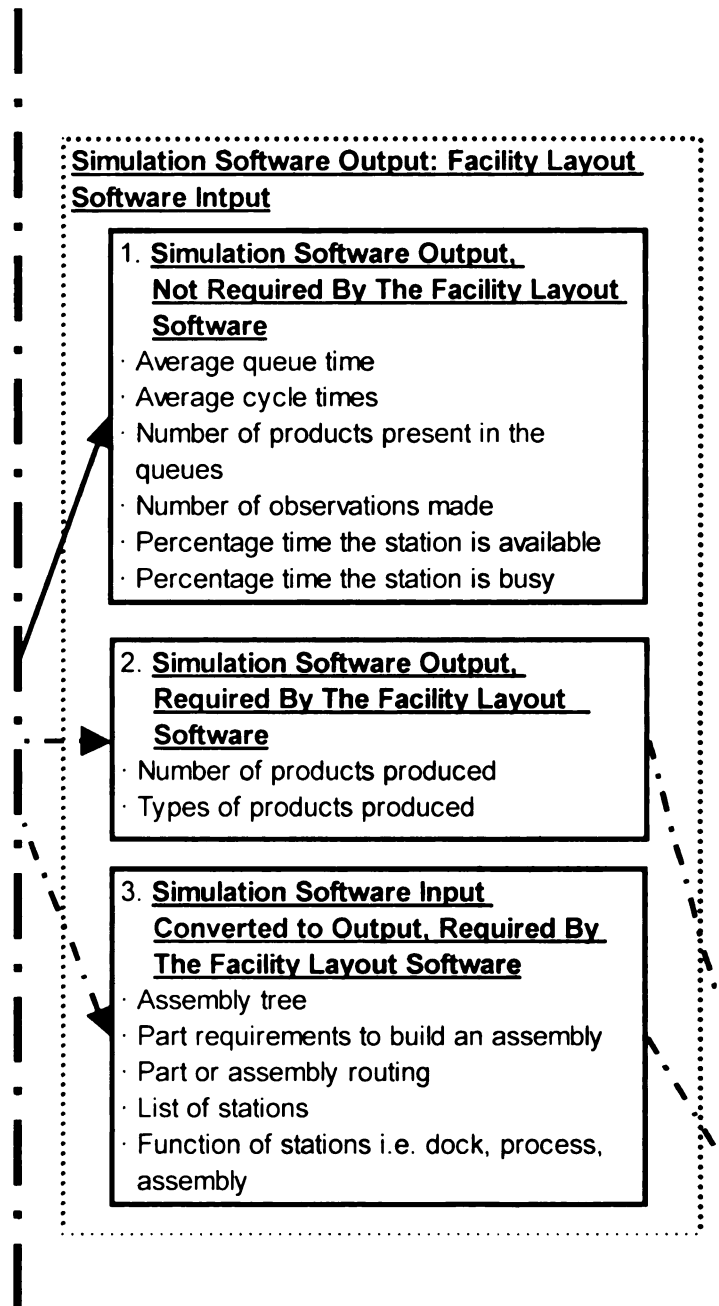 Simulation Software Output: Facility Layout
Software Intput
1. Simulation Software Output,
Not Required By The Facility Layout
Software
· Average queue time
· Average cycle times
· Number of products present in the
queues
· Number of observations made
· Percentage time the station is available
· Percentage time the station is busy
2. Simulation Software Output,
Required By The Facility Layout
Software
· Number of products produced
· Types of products produced
3. Simulation Software Input
Converted to Output, Required By
The Facility Layout Software
· Assembly tree
· Part requirements to build an assembly
· Part or assembly routing
· List of stations
· Function of stations i.e. dock, process,
assembly